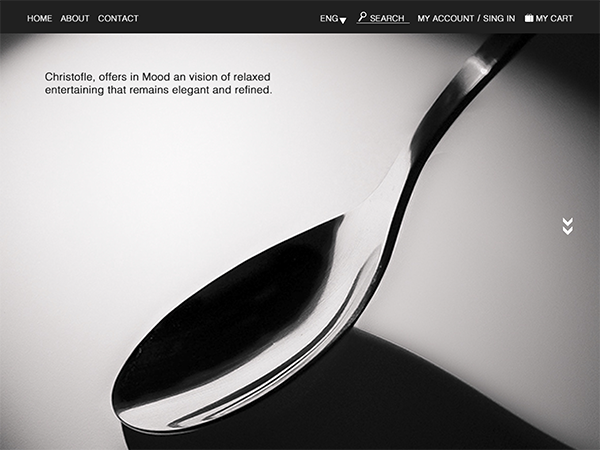 HOME ABOUT CONTACT ENG SEARCH MY ACCOUNT / SING IN MY CART
Christofle, offers in Mood an vision of relaxed
entertaining that remains elegant and refined.